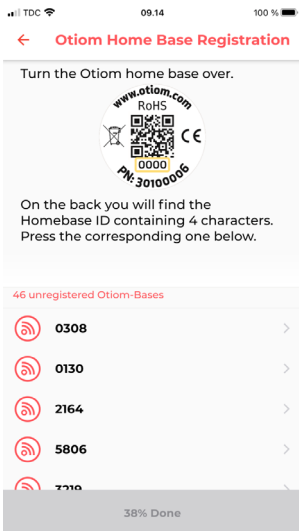 TDC 09.14 100 %
Otiom Home Base Registration
Turn the Otiom home base over.
www.otiom.com
RoHS
CE
0000
PN: 30100006
On the back you will find the
Homebase ID containing 4 characters.
Press the corresponding one below.
46 unregistered Otiom-Bases
0308
0130
2164
5806
3219
38% Done